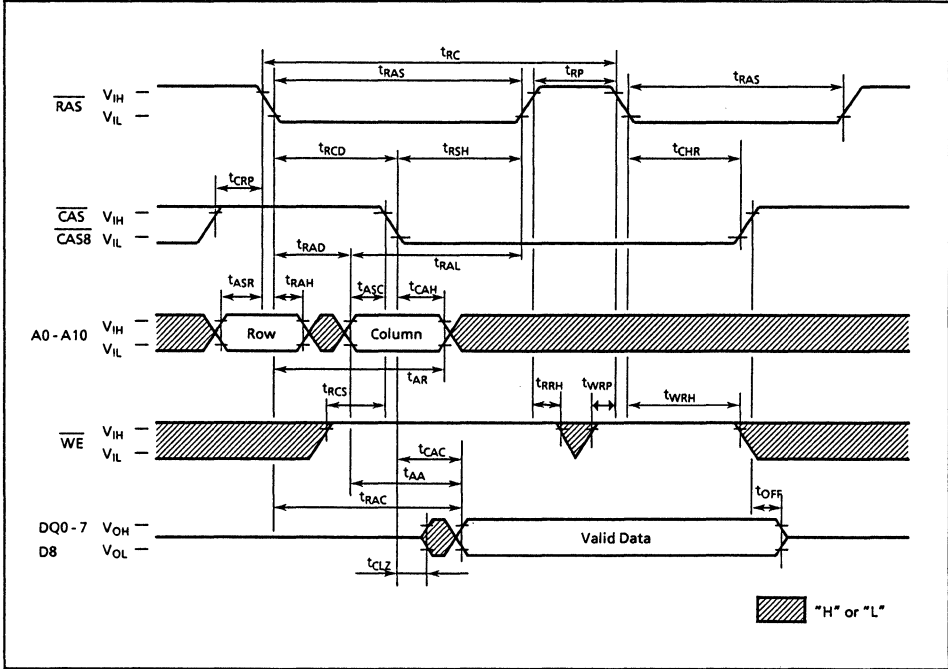 tRC
tRAS tRP tRAS
RAS VIH
VIL
tRCD tRSH tCHR
tCRP
CAS VIH
CAS8 VIL
tRAD tRAL
tASR tRAH tASC tCAH
A0 - A10 VIH
VIL
Row Column
tAR
tRCS tRRH tWRP tWRH
WE VIH
VIL
tCAC
tAA
tRAC tOFF
DQ0 - 7 VOH
D8 VOL
Valid Data
tCLZ
"H" or "L"